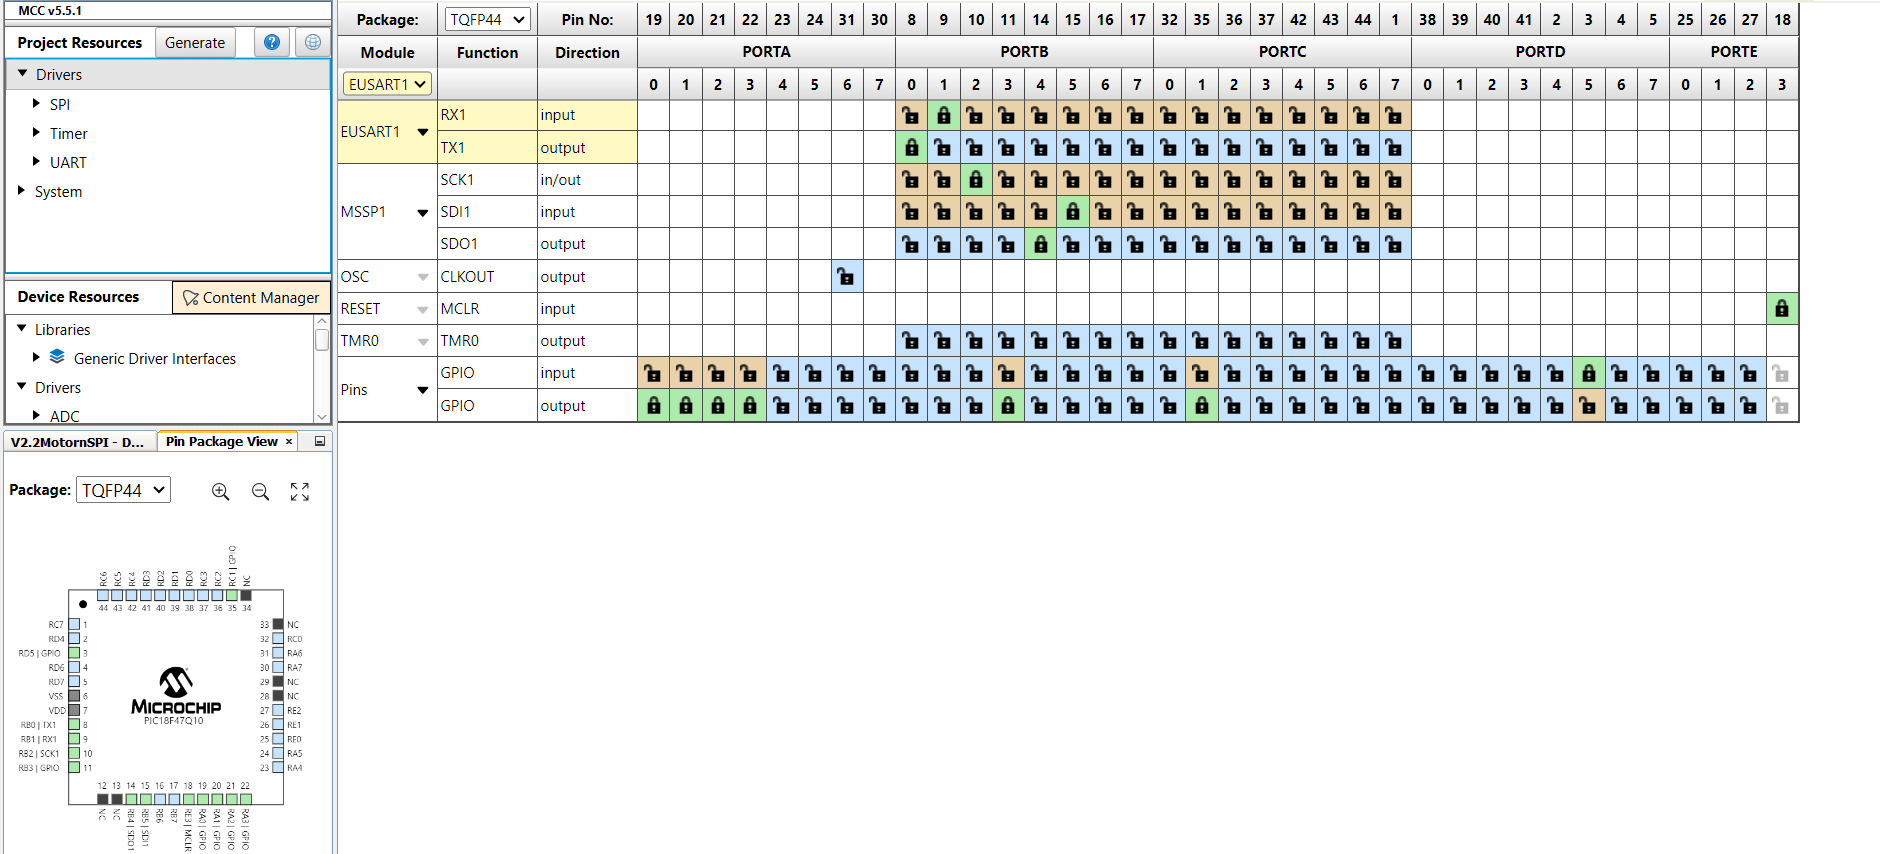 MCC v5.5.1
Project Resources Generate ?
Drivers
SPI
Timer
UART
System
Device Resources Content Manager
Libraries
Generic Driver Interfaces
Drivers
ADC
V2.2MotornSPI - D... Pin Package View ×
Package: TQFP44
RC6 RC5 RC4 RD3 RD2 RD1 RD0 RC3 RC2 RC1 | GPIO NC
44 43 42 41 40 39 38 37 36 35 34
RC7 1 33 NC
RD4 2 32 RC0
RD5 | GPIO 3 31 RA6
RD6 4 30 RA7
RD7 5 29 NC
VSS 6 28 NC
VDD 7 27 RE2
RB0 | TX1 8 26 RE1
RB1 | RX1 9 25 RE0
RB2 | SCK1 10 24 RA5
RB3 | GPIO 11 23 RA4
MICROCHIP
PIC18F47Q10
12 13 14 15 16 17 18 19 20 21 22
NC NC RB4 | SDO1 RB5 | SDI1 RB6 RB7 RE3 | MCLR RA0 | GPIO RA1 | GPIO RA2 | GPIO RA3 | GPIO
Package: TQFP44 Pin No: 19 20 21 22 23 24 31 30 8 9 10 11 14 15 16 17 32 35 36 37 42 43 44 1 38 39 40 41 2 3 4 5 25 26 27 18
Module Function Direction PORTA PORTB PORTC PORTD PORTE
EUSART1 0 1 2 3 4 5 6 7 0 1 2 3 4 5 6 7 0 1 2 3 4 5 6 7 0 1 2 3 4 5 6 7 0 1 2 3
EUSART1 RX1 input
TX1 output
MSSP1 SCK1 in/out
SDI1 input
SDO1 output
OSC CLKOUT output
RESET MCLR input
TMR0 TMR0 output
Pins GPIO input
GPIO output